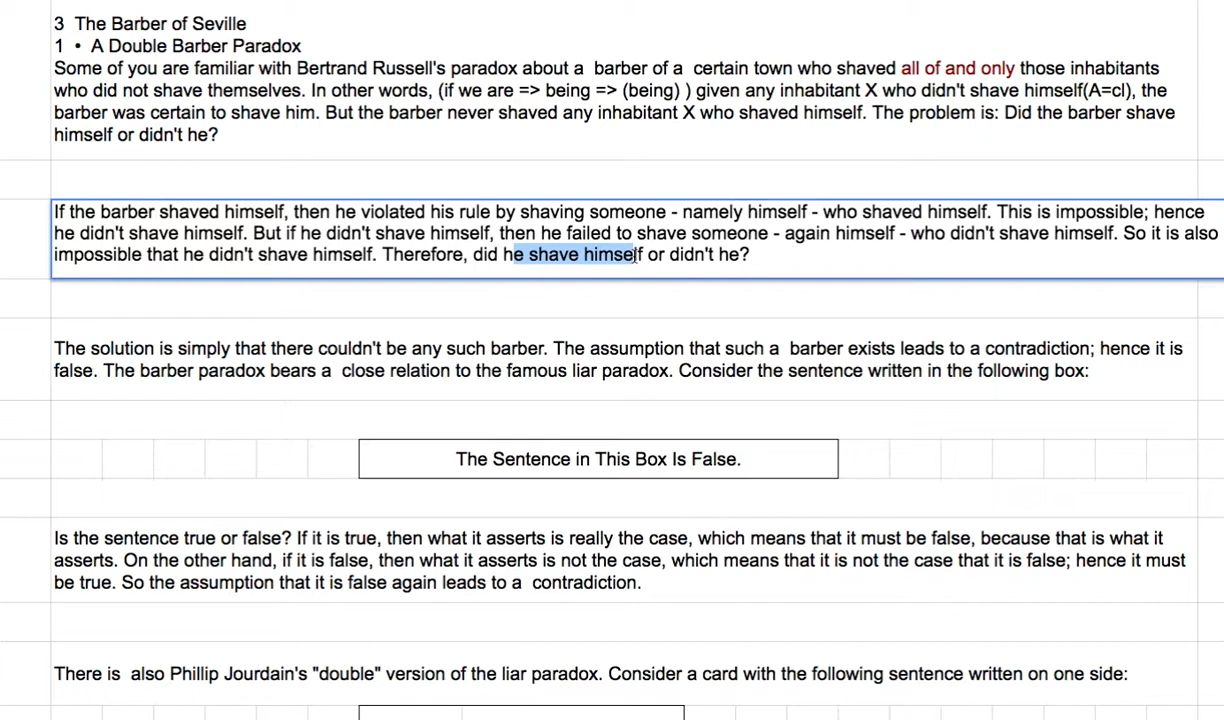 3  The Barber of Seville
1  •  A Double Barber Paradox
Some of you are familiar with Bertrand Russell's paradox about a  barber of a  certain town who shaved all of and only those inhabitants
who did not shave themselves. In other words, (if we are => being => (being) ) given any inhabitant X who didn't shave himself(A=cl), the
barber was certain to shave him. But the barber never shaved any inhabitant X who shaved himself. The problem is: Did the barber shave
himself or didn't he?
If the barber shaved himself, then he violated his rule by shaving someone - namely himself - who shaved himself. This is impossible; hence
he didn't shave himself. But if he didn't shave himself, then he failed to shave someone - again himself - who didn't shave himself. So it is also
impossible that he didn't shave himself. Therefore, did he shave himself or didn't he?
The solution is simply that there couldn't be any such barber. The assumption that such a  barber exists leads to a contradiction; hence it is
false. The barber paradox bears a  close relation to the famous liar paradox. Consider the sentence written in the following box:
The Sentence in This Box Is False.
Is the sentence true or false? If it is true, then what it asserts is really the case, which means that it must be false, because that is what it
asserts. On the other hand, if it is false, then what it asserts is not the case, which means that it is not the case that it is false; hence it must
be true. So the assumption that it is false again leads to a  contradiction.
There is  also Phillip Jourdain's "double" version of the liar paradox. Consider a card with the following sentence written on one side: